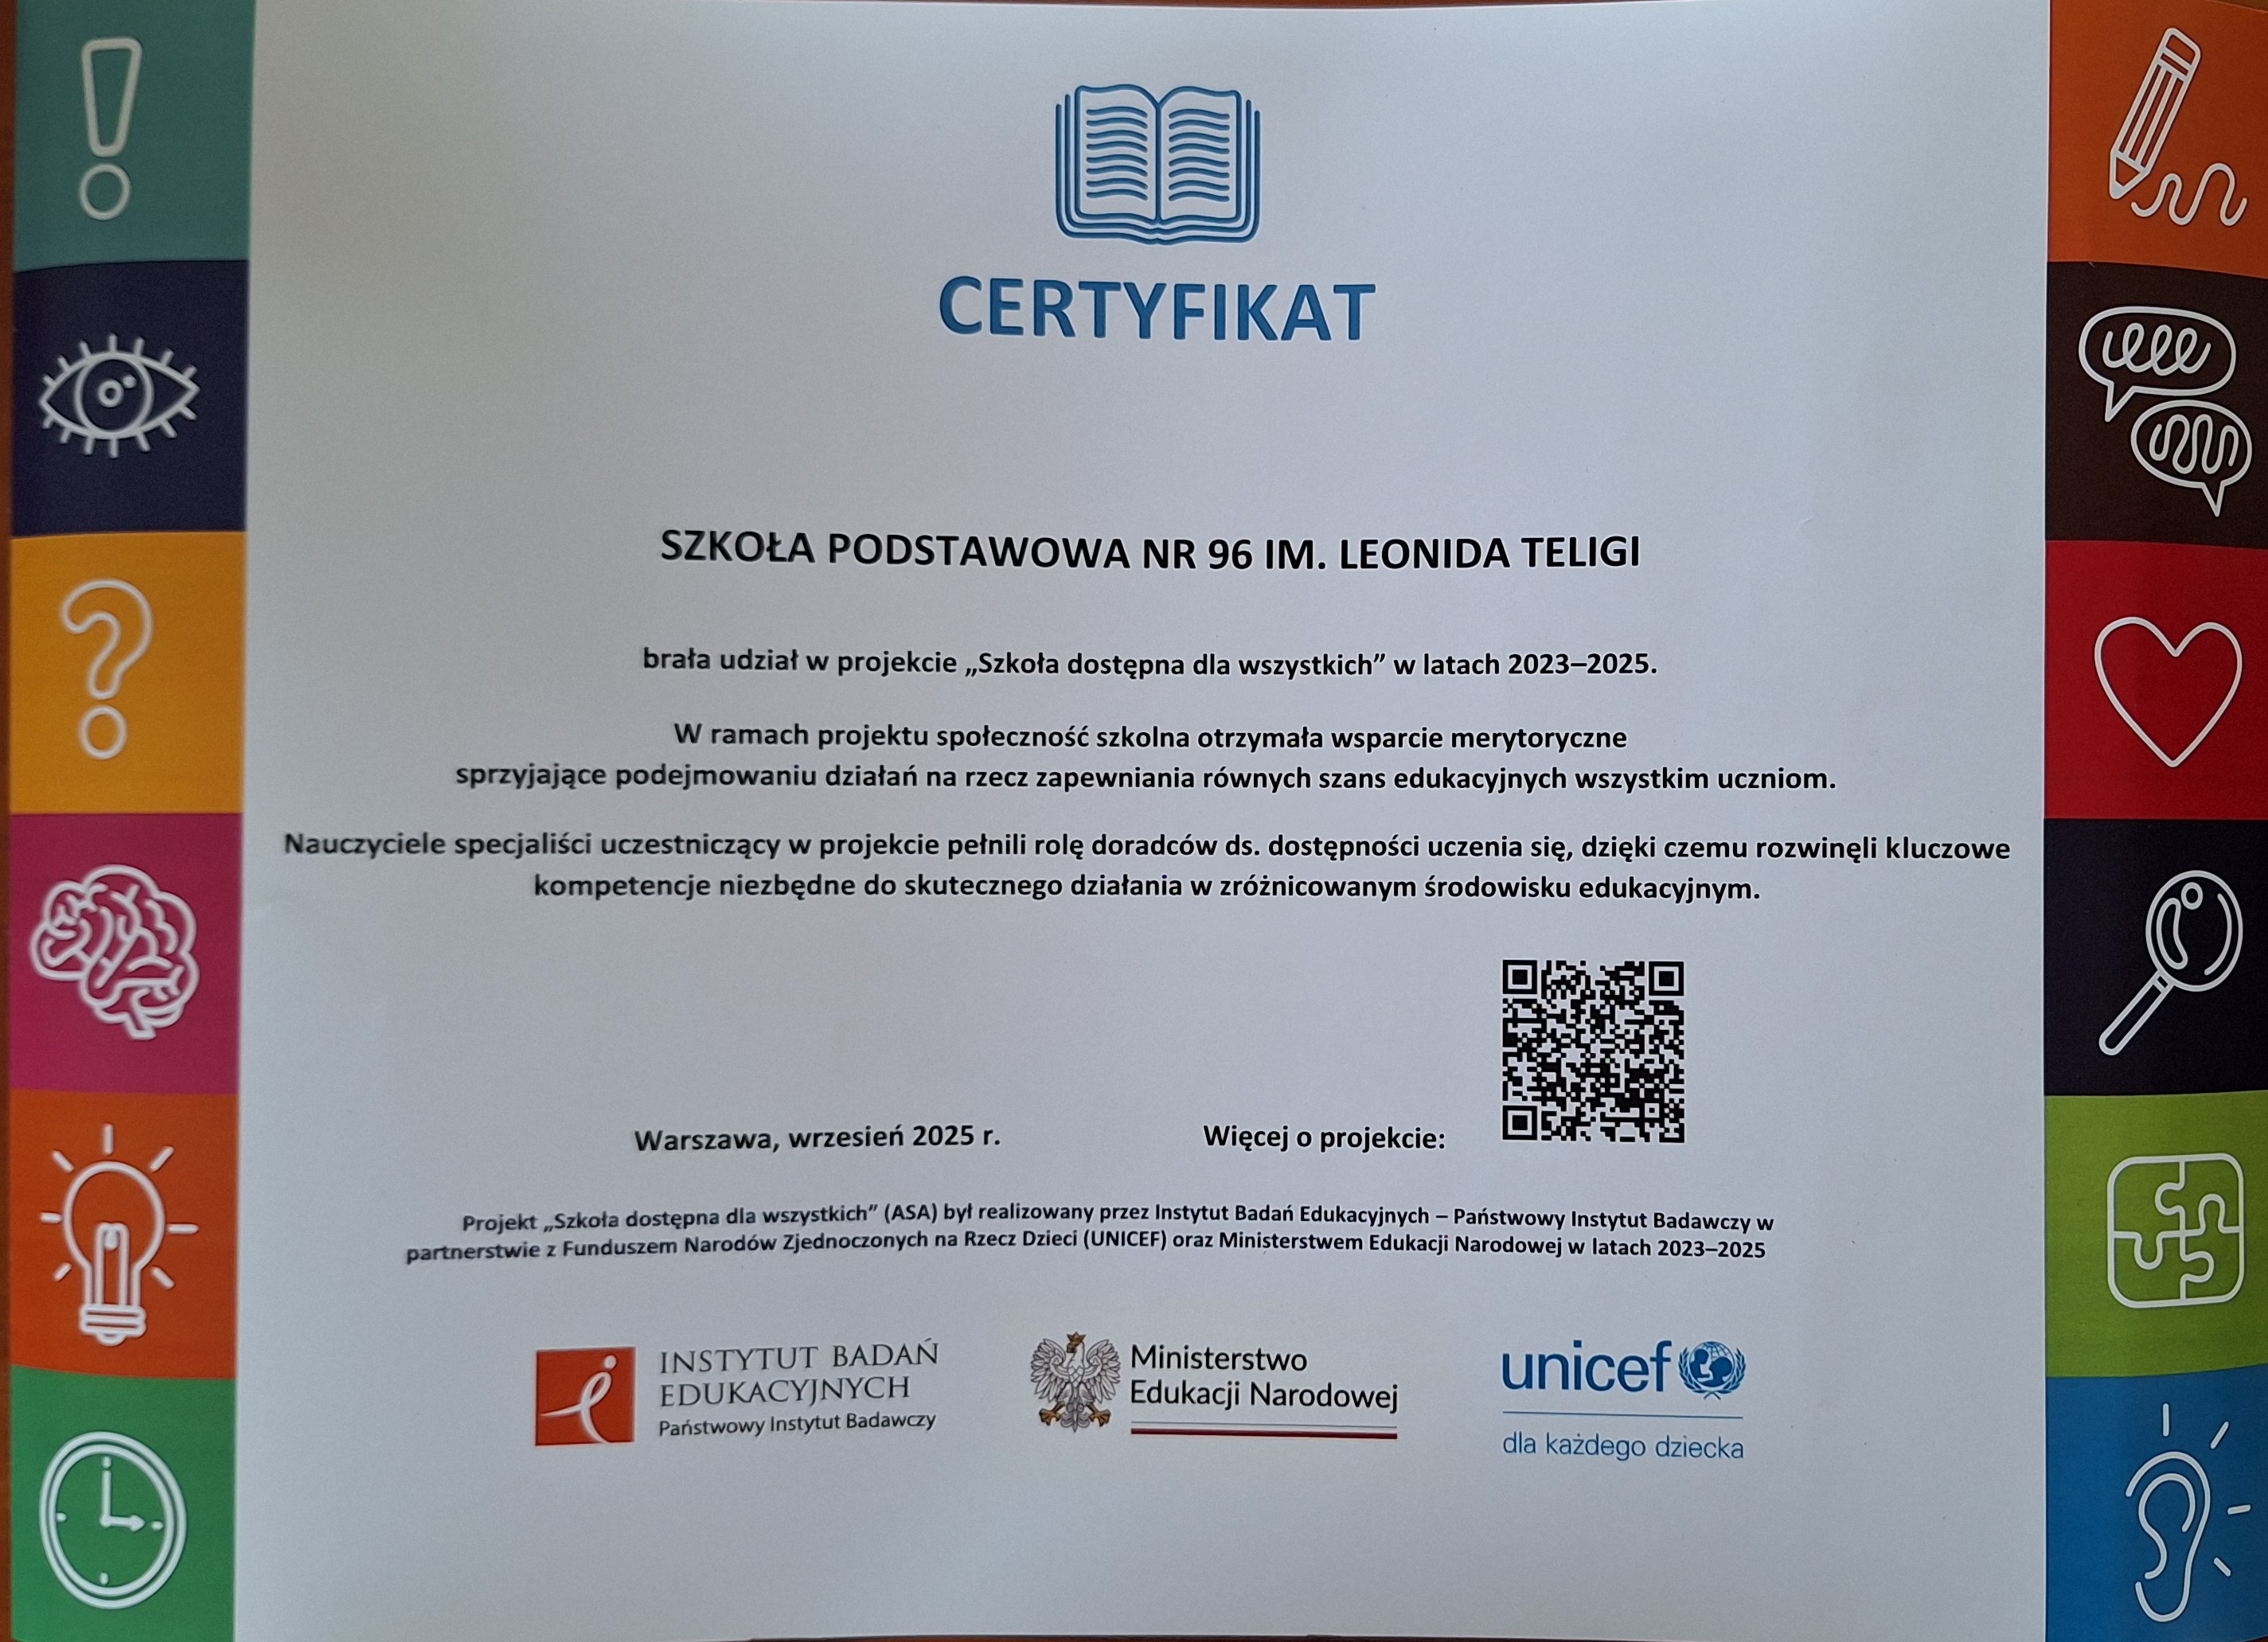 CERTYFIKAT
SZKOŁA PODSTAWOWA NR 96 IM. LEONIDA TELIGI
brała udział w projekcie „Szkoła dostępna dla wszystkich” w latach 2023–2025.
W ramach projektu społeczność szkolna otrzymała wsparcie merytoryczne
sprzyjające podejmowaniu działań na rzecz zapewniania równych szans edukacyjnych wszystkim uczniom.
Nauczyciele specjaliści uczestniczący w projekcie pełnili rolę doradców ds. dostępności uczenia się, dzięki czemu rozwinęli kluczowe
kompetencje niezbędne do skutecznego działania w zróżnicowanym środowisku edukacyjnym.
Warszawa, wrzesień 2025 r.
Więcej o projekcie:
Projekt „Szkoła dostępna dla wszystkich” (ASA) był realizowany przez Instytut Badań Edukacyjnych – Państwowy Instytut Badawczy w
partnerstwie z Funduszem Narodów Zjednoczonych na Rzecz Dzieci (UNICEF) oraz Ministerstwem Edukacji Narodowej w latach 2023–2025
INSTYTUT BADAŃ
EDUKACYJNYCH
Państwowy Instytut Badawczy
Ministerstwo
Edukacji Narodowej
unicef
dla każdego dziecka